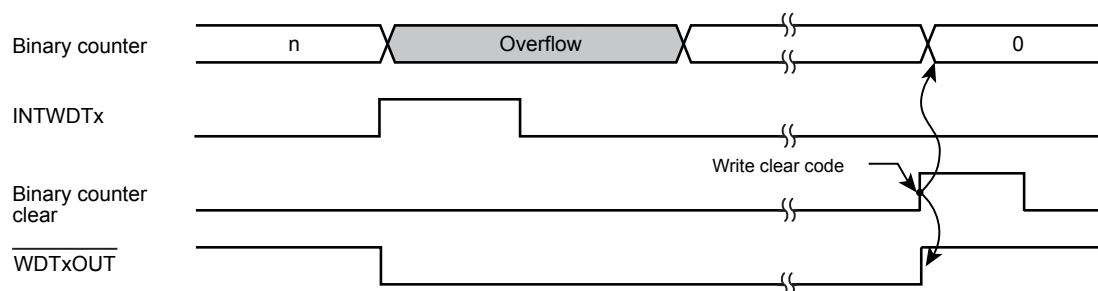 Binary counter
n
Overflow
0
INTWDTx
Write clear code
Binary counter
clear
WDTxOUT